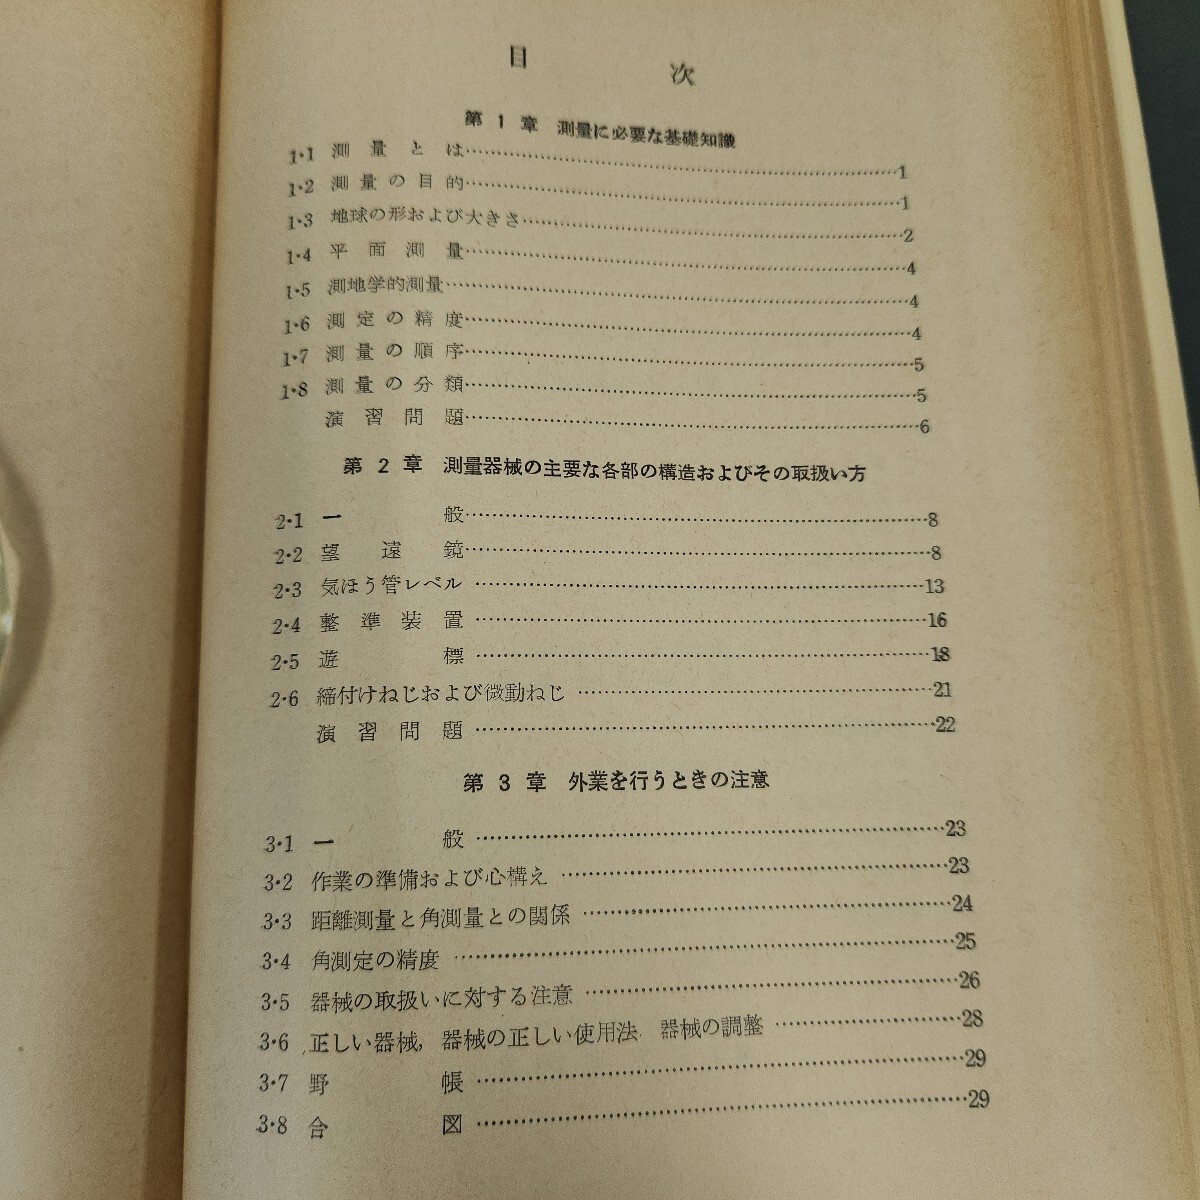 目次
第1章 測量に必要な基礎知識
1·1 測量とは……1
1·2 測量の目的……1
1·3 地球の形および大きさ……2
1·4 平面測量……4
1·5 測地学的測量……4
1·6 測定の精度……4
1·7 測量の順序……5
1·8 測量の分類……5
演習問題……6
第2章 測量器械の主要な各部の構造およびその取扱い方
2·1 一般……8
2·2 望遠鏡……8
2·3 気ほう管レベル……13
2·4 整準装置……16
2·5 遊標……18
2·6 締付けねじおよび微動ねじ……21
演習問題……22
第3章 外業を行うときの注意
3·1 一般……23
3·2 作業の準備および心構え……23
3·3 距離測量と角測量との関係……24
3·4 角測定の精度……25
3·5 器械の取扱いに対する注意……26
3·6 正しい器械，器械の正しい使用法 器械の調整……28
3·7 野帳……29
3·8 合図……29